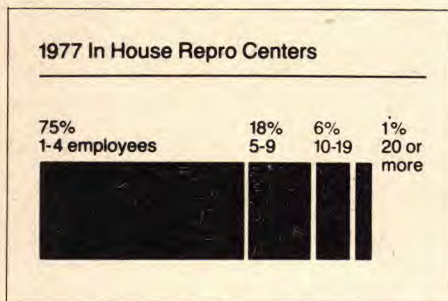 1977 In House Repro Centers
75% 18% 6% 1%
1-4 employees 5-9 10-19 20 or
more